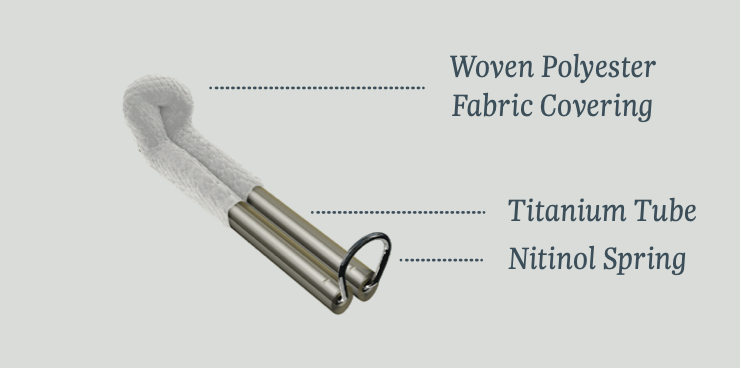 Woven Polyester
Fabric Covering
Titanium Tube
Nitinol Spring